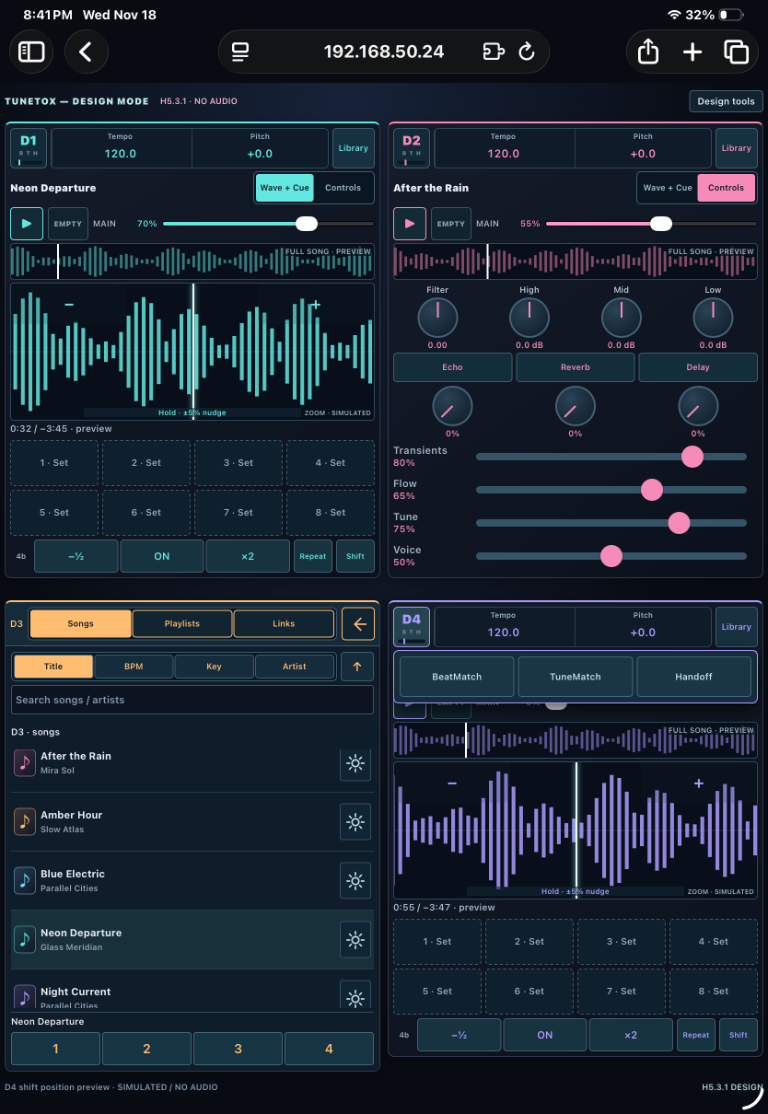 8:41 PM Wed Nov 18
32%
192.168.50.24
TUNETOX — DESIGN MODE H5.3.1 · NO AUDIO
Design tools
D1
B T H
Tempo
120.0
Pitch
+0.0
Library
Neon Departure
Wave + Cue
Controls
EMPTY
MAIN
70%
FULL SONG · PREVIEW
−
+
Hold · ±5% nudge
ZOOM · SIMULATED
0:32 / −3:45 · preview
1 · Set
2 · Set
3 · Set
4 · Set
5 · Set
6 · Set
7 · Set
8 · Set
4b
−½
ON
×2
Repeat
Shift
D2
B T H
Tempo
120.0
Pitch
+0.0
Library
After the Rain
Wave + Cue
Controls
EMPTY
MAIN
55%
FULL SONG · PREVIEW
Filter
High
Mid
Low
0.00
0.0 dB
0.0 dB
0.0 dB
Echo
Reverb
Delay
0%
0%
0%
Transients
80%
Flow
65%
Tune
75%
Voice
50%
D3
Songs
Playlists
Links
Title
BPM
Key
Artist
Search songs / artists
D3 · songs
After the Rain
Mira Sol
Amber Hour
Slow Atlas
Blue Electric
Parallel Cities
Neon Departure
Glass Meridian
Night Current
Parallel Cities
Neon Departure
1
2
3
4
D4
B T H
Tempo
120.0
Pitch
+0.0
Library
BeatMatch
TuneMatch
Handoff
FULL SONG · PREVIEW
−
+
Hold · ±5% nudge
ZOOM · SIMULATED
0:55 / −3:47 · preview
1 · Set
2 · Set
3 · Set
4 · Set
5 · Set
6 · Set
7 · Set
8 · Set
4b
−½
ON
×2
Repeat
Shift
D4 shift position preview · SIMULATED / NO AUDIO
H5.3.1 DESIGN